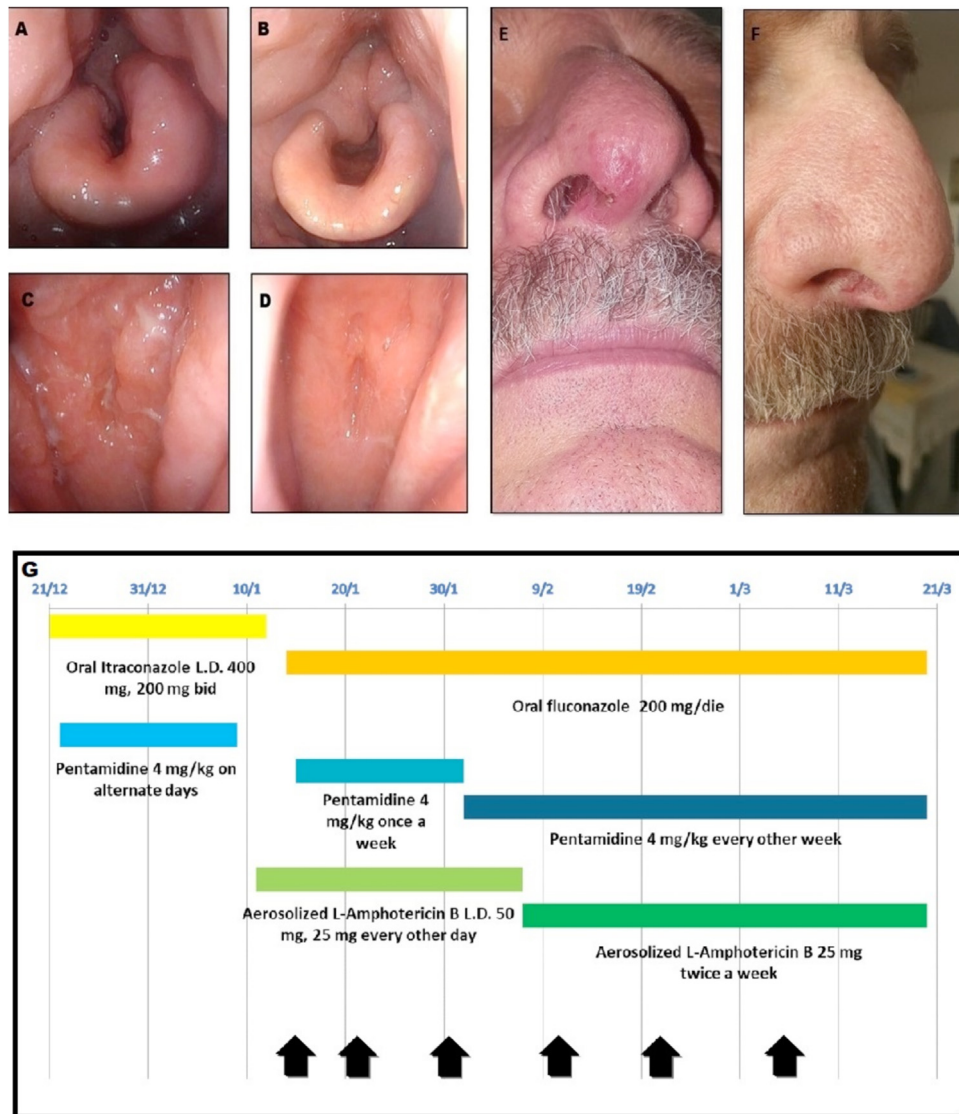 A
B
E
F
C
D
G
21/12 31/12 10/1 20/1 30/1 9/2 19/2 1/3 11/3 21/3
Oral Itraconazole L.D. 400
mg, 200 mg bid
Oral fluconazole 200 mg/die
Pentamidine 4 mg/kg on
alternate days
Pentamidine 4
mg/kg once a
week
Pentamidine 4 mg/kg every other week
Aerosolized L-Amphotericin B L.D. 50
mg, 25 mg every other day
Aerosolized L-Amphotericin B 25 mg
twice a week